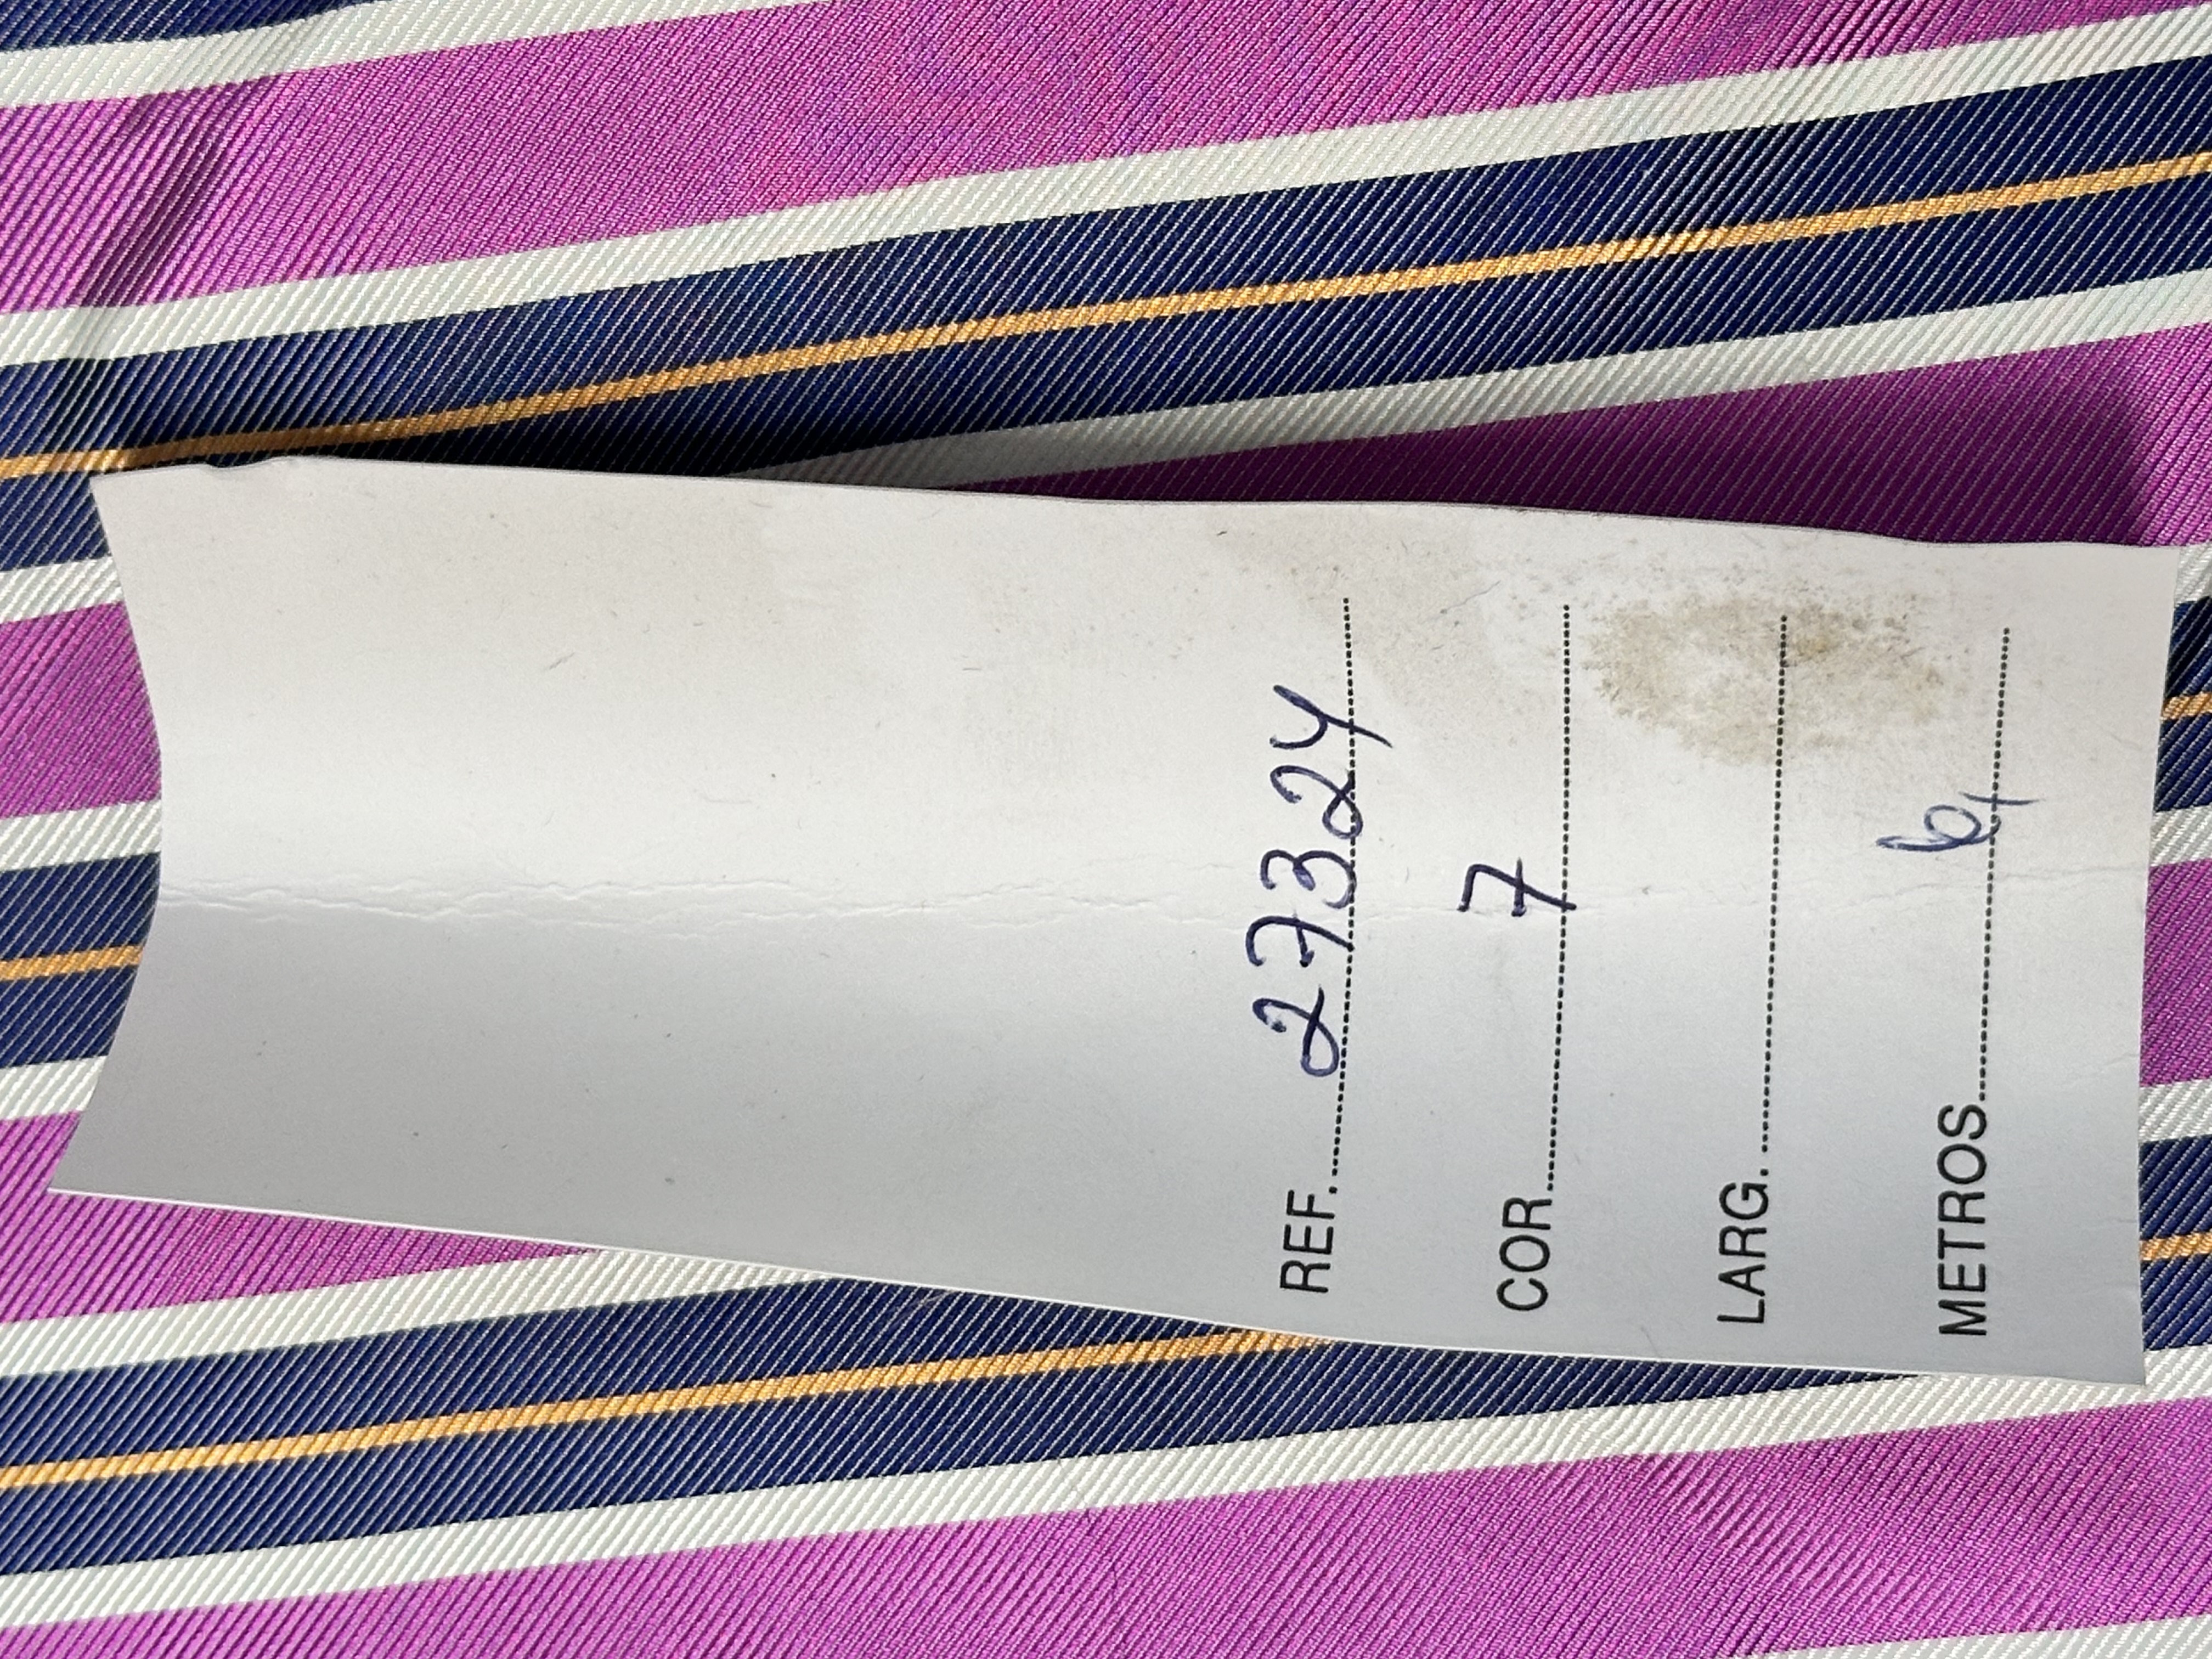 REF. 27324
COR 7
LARG.
METROS 6,